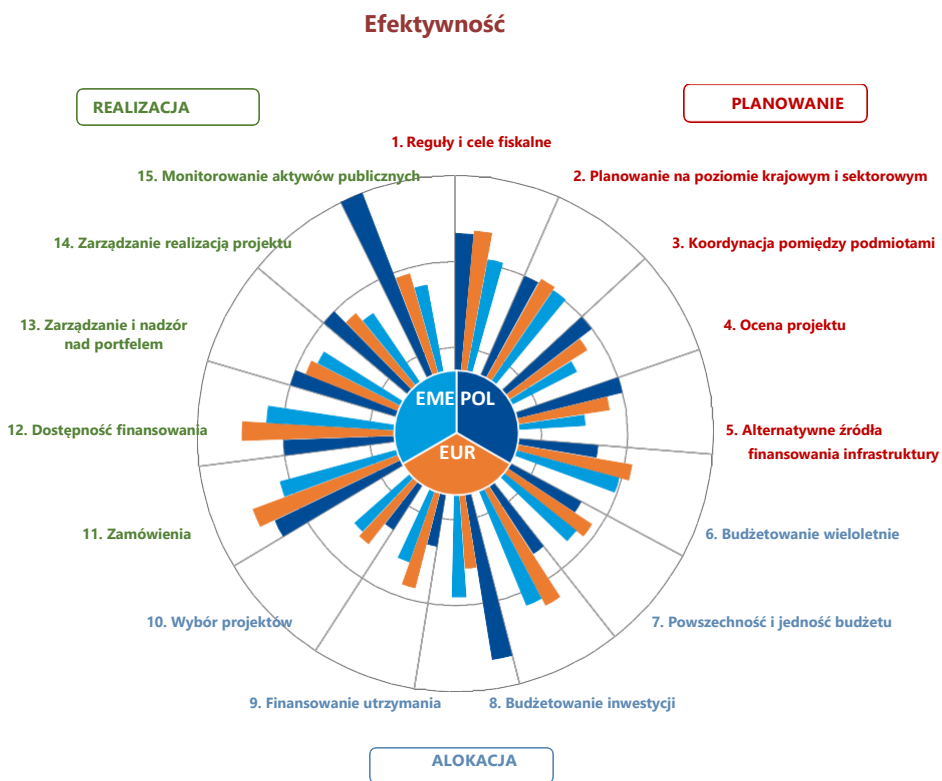 Efektywność
REALIZACJA
PLANOWANIE
1. Reguły i cele fiskalne
15. Monitorowanie aktywów publicznych
2. Planowanie na poziomie krajowym i sektorowym
14. Zarządzanie realizacją projektu
3. Koordynacja pomiędzy podmiotami
13. Zarządzanie i nadzór
nad portfelem
4. Ocena projektu
EME
POL
EUR
12. Dostępność finansowania
5. Alternatywne źródła
finansowania infrastruktury
11. Zamówienia
6. Budżetowanie wieloletnie
10. Wybór projektów
7. Powszechność i jedność budżetu
9. Finansowanie utrzymania
8. Budżetowanie inwestycji
ALOKACJA